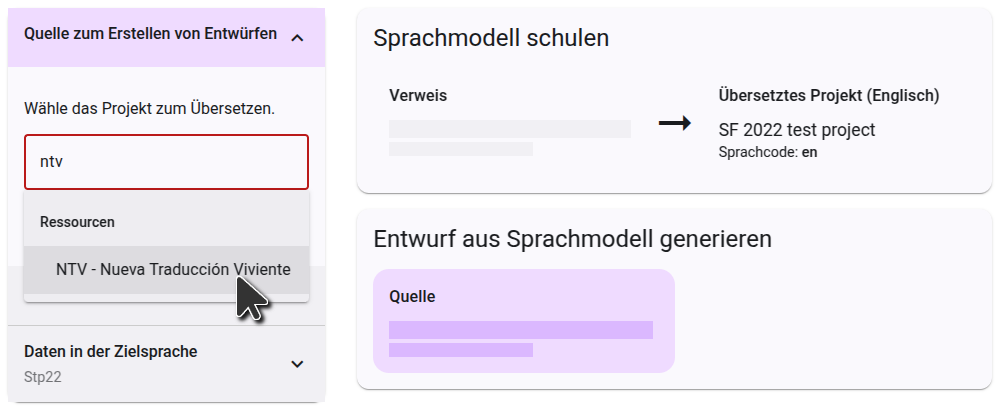 Quelle zum Erstellen von Entwürfen
Wähle das Projekt zum Übersetzen.
ntv
Ressourcen
NTV - Nueva Traducción Viviente
Daten in der Zielsprache
Stp22
Sprachmodell schulen
Verweis
Übersetztes Projekt (Englisch)
SF 2022 test project
Sprachcode: en
Entwurf aus Sprachmodell generieren
Quelle